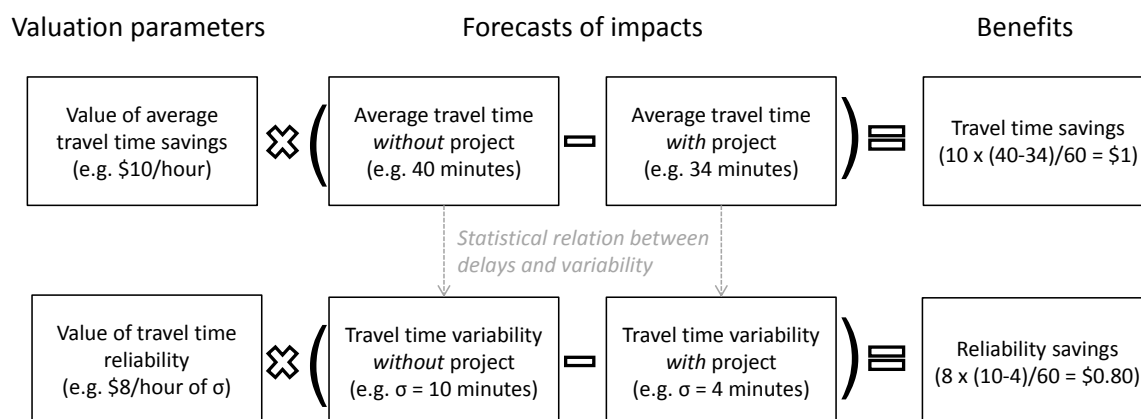 Valuation parameters
Forecasts of impacts
Benefits
Value of average
travel time savings
(e.g. $10/hour)
Average travel time
without project
(e.g. 40 minutes)
Average travel time
with project
(e.g. 34 minutes)
Travel time savings
(10 x (40-34)/60 = $1)
Statistical relation between
delays and variability
Value of travel time
reliability
(e.g. $8/hour of σ)
Travel time variability
without project
(e.g. σ = 10 minutes)
Travel time variability
with project
(e.g. σ = 4 minutes)
Reliability savings
(8 x (10-4)/60 = $0.80)